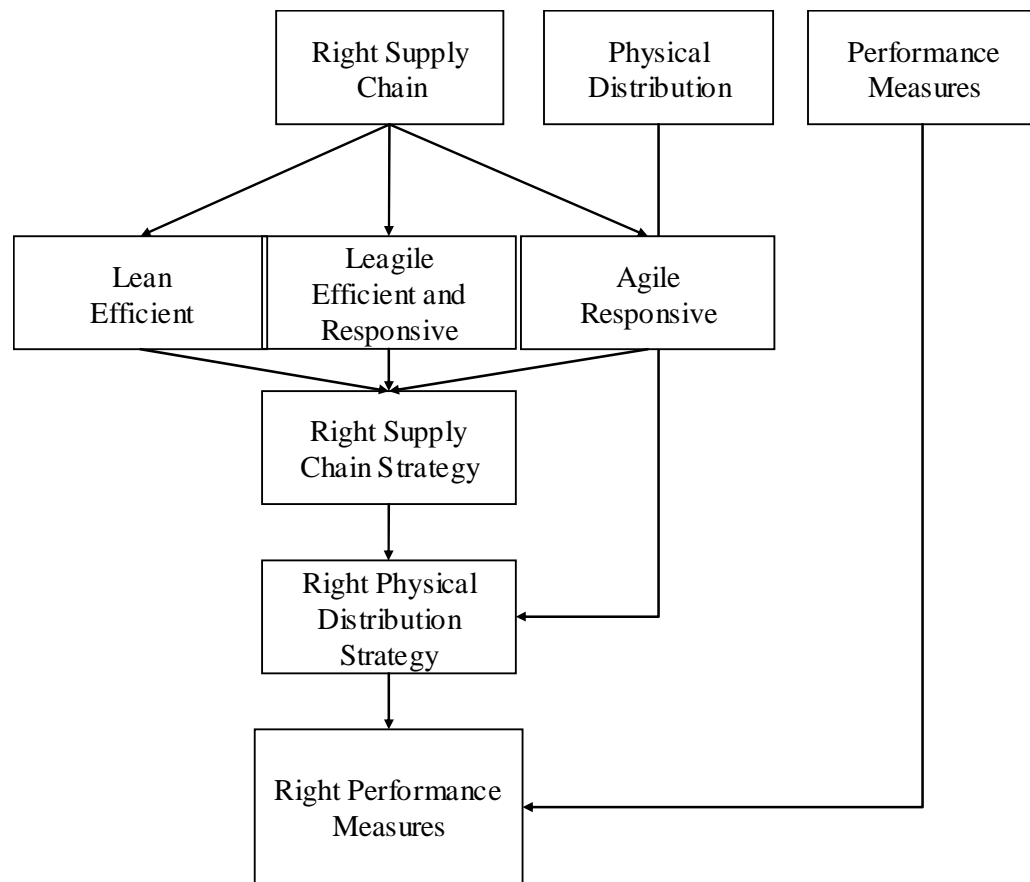 Right Supply
Chain
Physical
Distribution
Performance
Measures
Lean
Efficient
Leagile
Efficient and
Responsive
Agile
Responsive
Right Supply
Chain Strategy
Right Physical
Distribution
Strategy
Right Performance
Measures